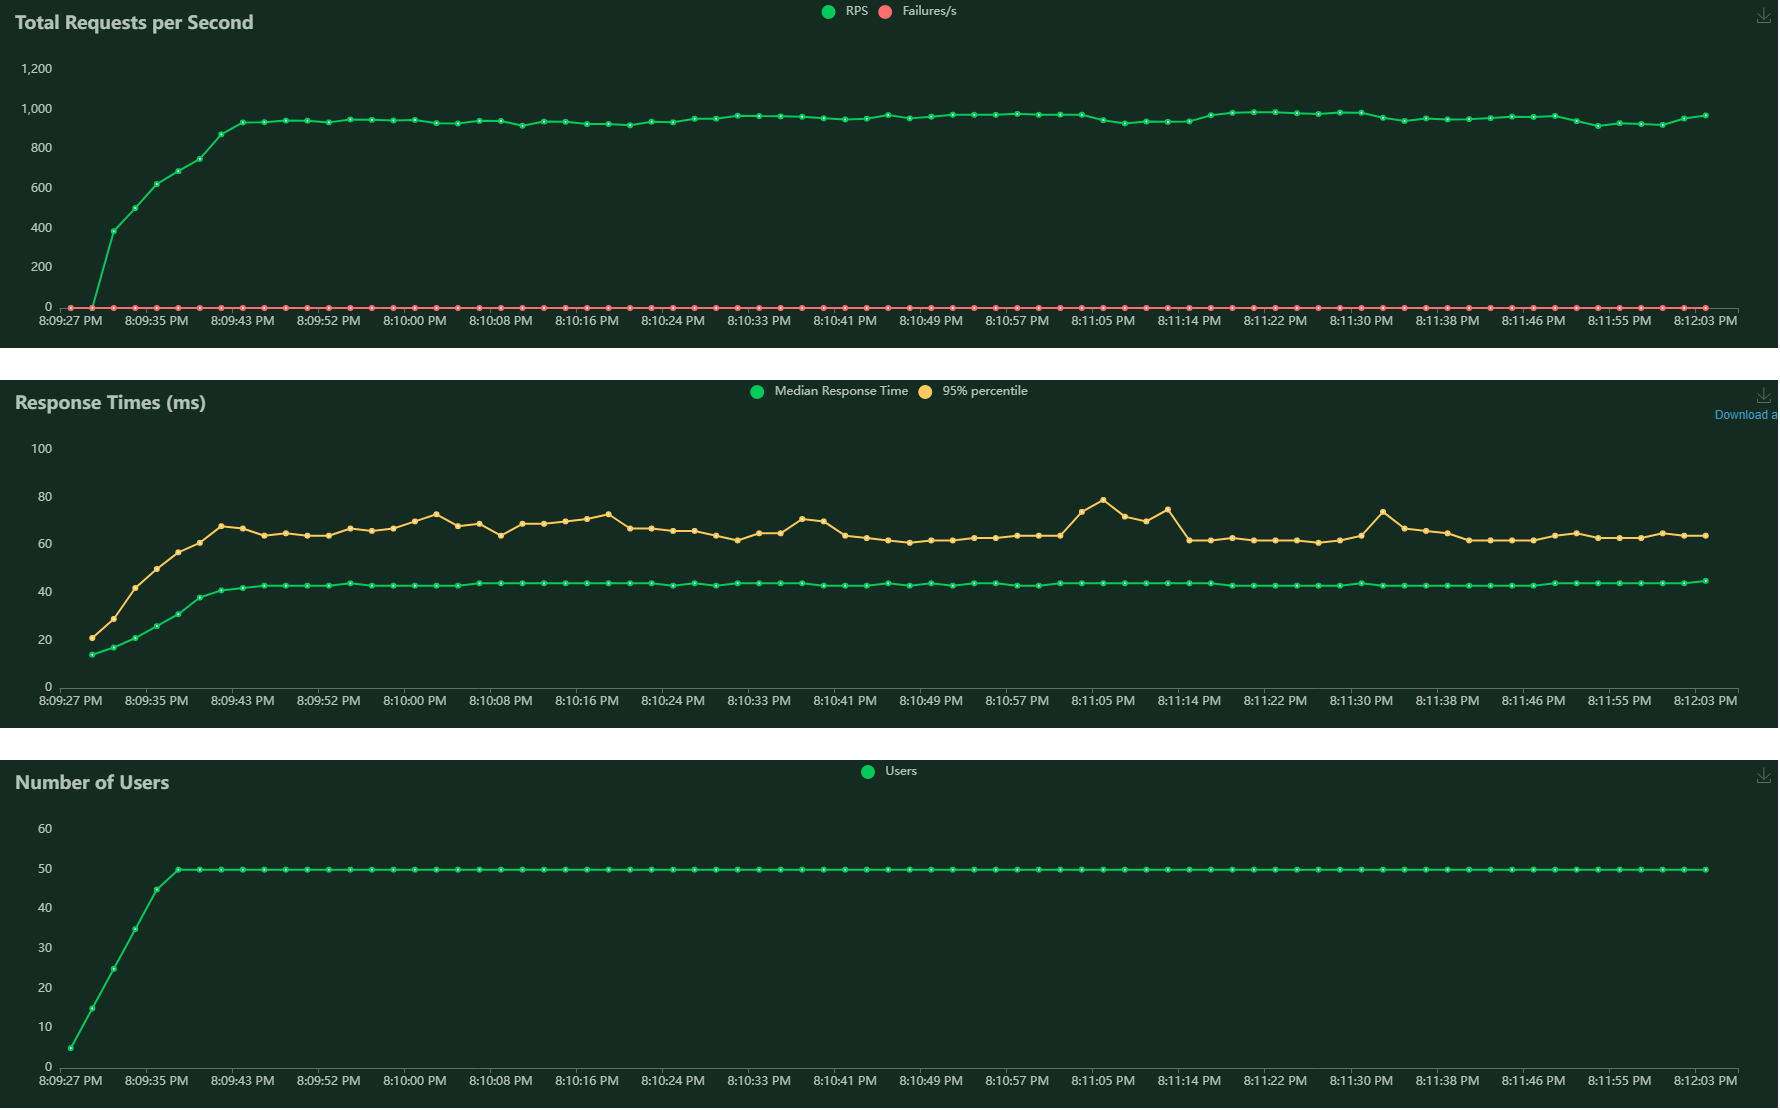 Total Requests per Second
RPS Failures/s
1,200
1,000
800
600
400
200
0
8:09:27 PM 8:09:35 PM 8:09:43 PM 8:09:52 PM 8:10:00 PM 8:10:08 PM 8:10:16 PM 8:10:24 PM 8:10:33 PM 8:10:41 PM 8:10:49 PM 8:10:57 PM 8:11:05 PM 8:11:14 PM 8:11:22 PM 8:11:30 PM 8:11:38 PM 8:11:46 PM 8:11:55 PM 8:12:03 PM
Response Times (ms)
Median Response Time 95% percentile
Download a
100
80
60
40
20
0
8:09:27 PM 8:09:35 PM 8:09:43 PM 8:09:52 PM 8:10:00 PM 8:10:08 PM 8:10:16 PM 8:10:24 PM 8:10:33 PM 8:10:41 PM 8:10:49 PM 8:10:57 PM 8:11:05 PM 8:11:14 PM 8:11:22 PM 8:11:30 PM 8:11:38 PM 8:11:46 PM 8:11:55 PM 8:12:03 PM
Number of Users
Users
60
50
40
30
20
10
0
8:09:27 PM 8:09:35 PM 8:09:43 PM 8:09:52 PM 8:10:00 PM 8:10:08 PM 8:10:16 PM 8:10:24 PM 8:10:33 PM 8:10:41 PM 8:10:49 PM 8:10:57 PM 8:11:05 PM 8:11:14 PM 8:11:22 PM 8:11:30 PM 8:11:38 PM 8:11:46 PM 8:11:55 PM 8:12:03 PM